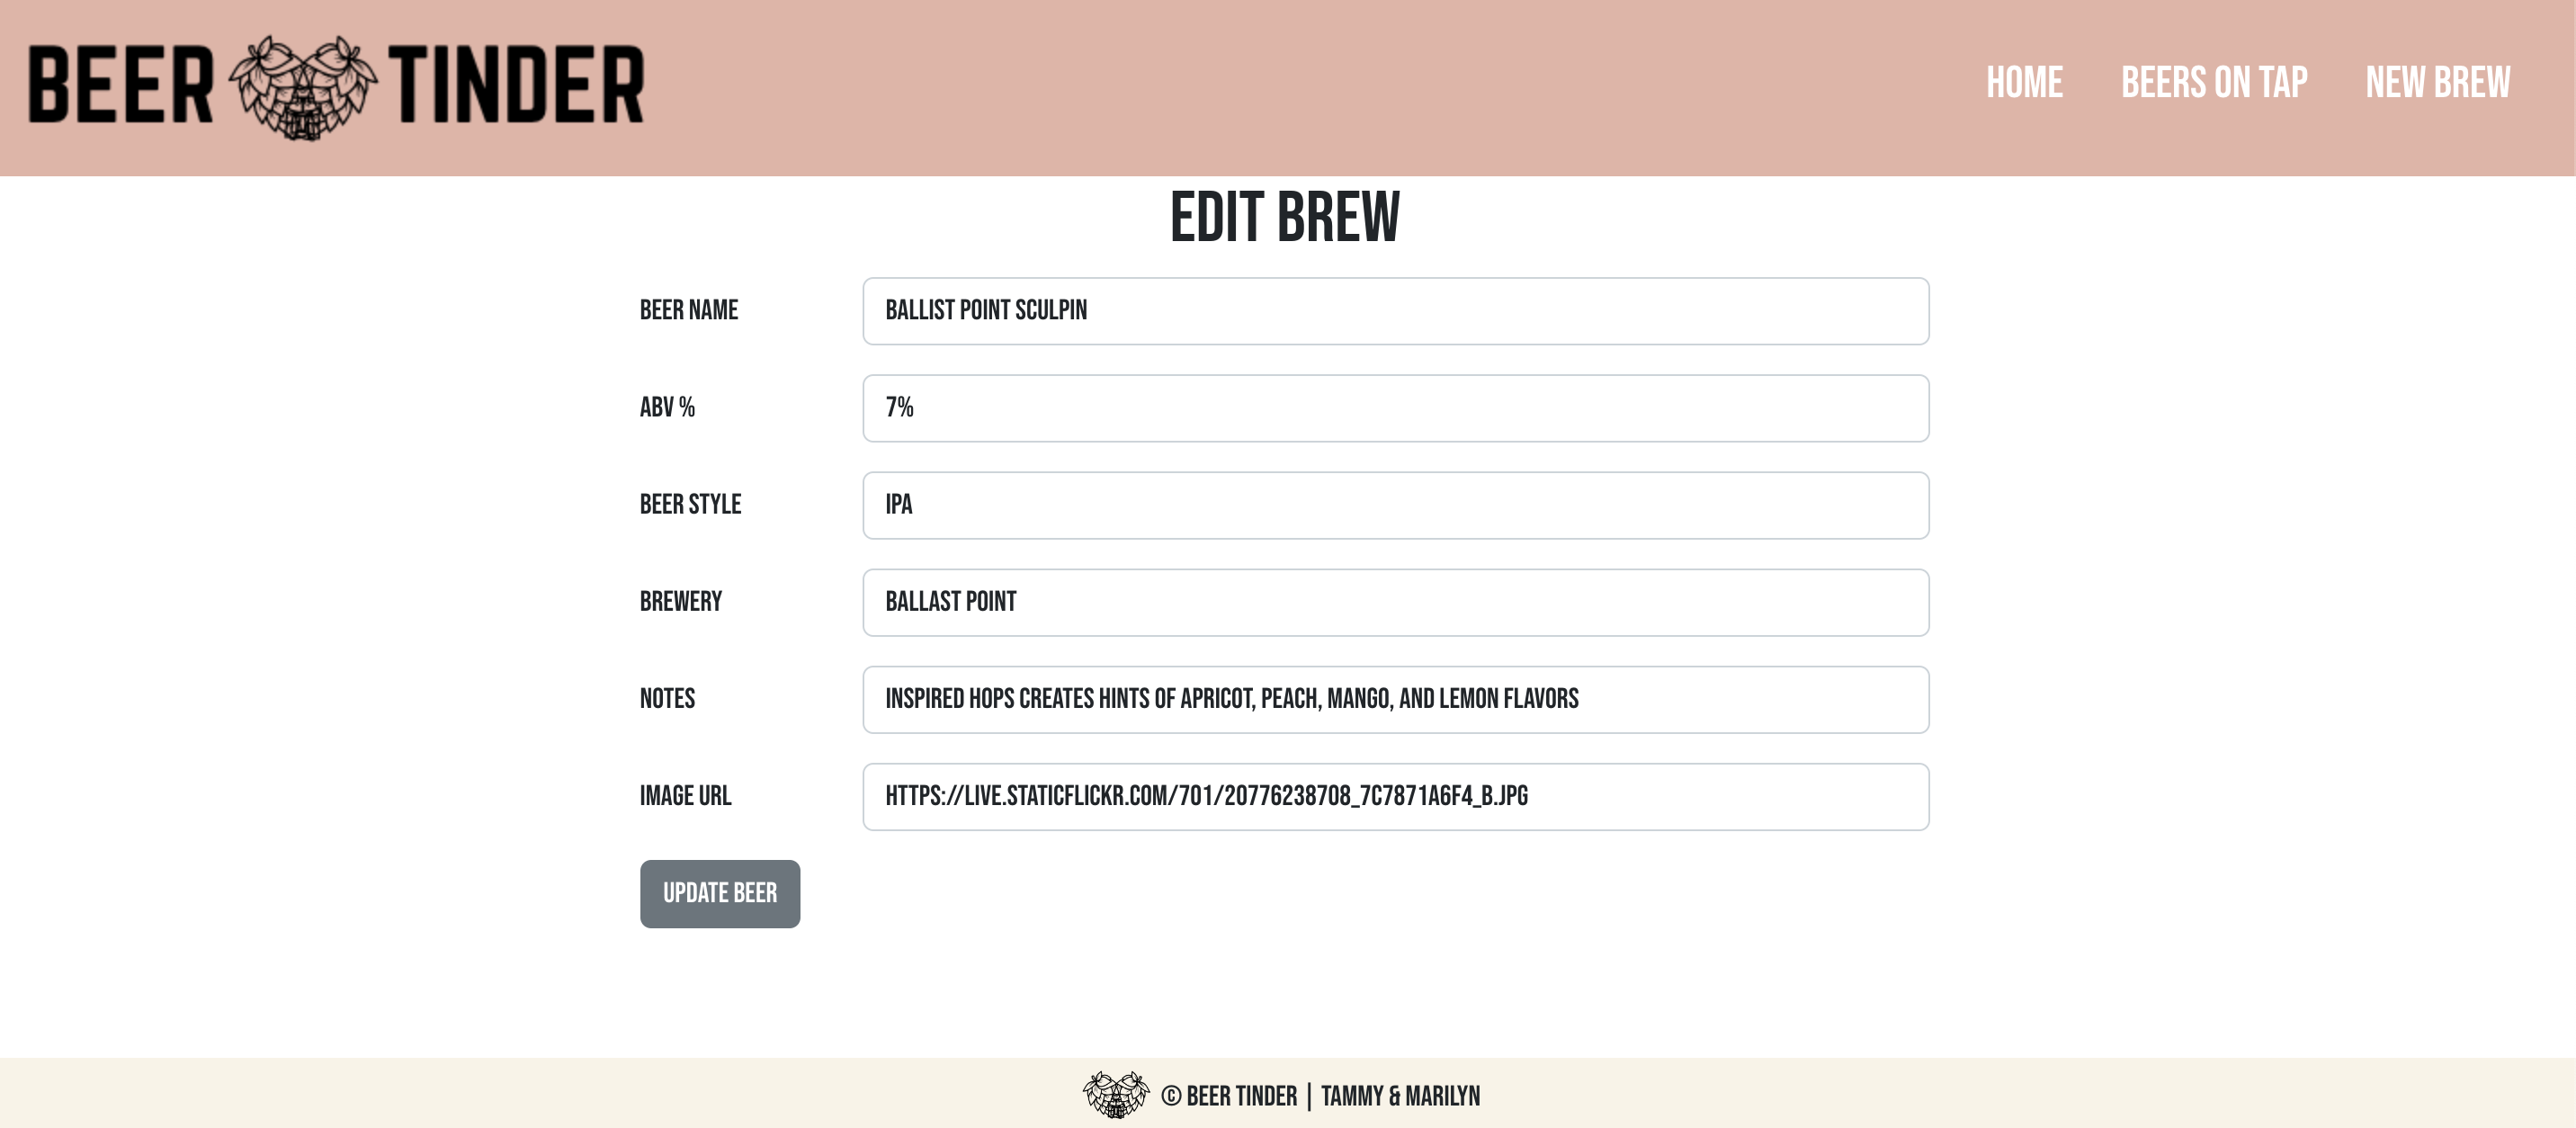 BEER TINDER
HOME BEERS ON TAP NEW BREW
EDIT BREW
BEER NAME BALLIST POINT SCULPIN
ABV % 7%
BEER STYLE IPA
BREWERY BALLAST POINT
NOTES INSPIRED HOPS CREATES HINTS OF APRICOT, PEACH, MANGO, AND LEMON FLAVORS
IMAGE URL HTTPS://LIVE.STATICFLICKR.COM/701/20776238708_7C7871A6F4_B.JPG
UPDATE BEER
© BEER TINDER | TAMMY & MARILYN